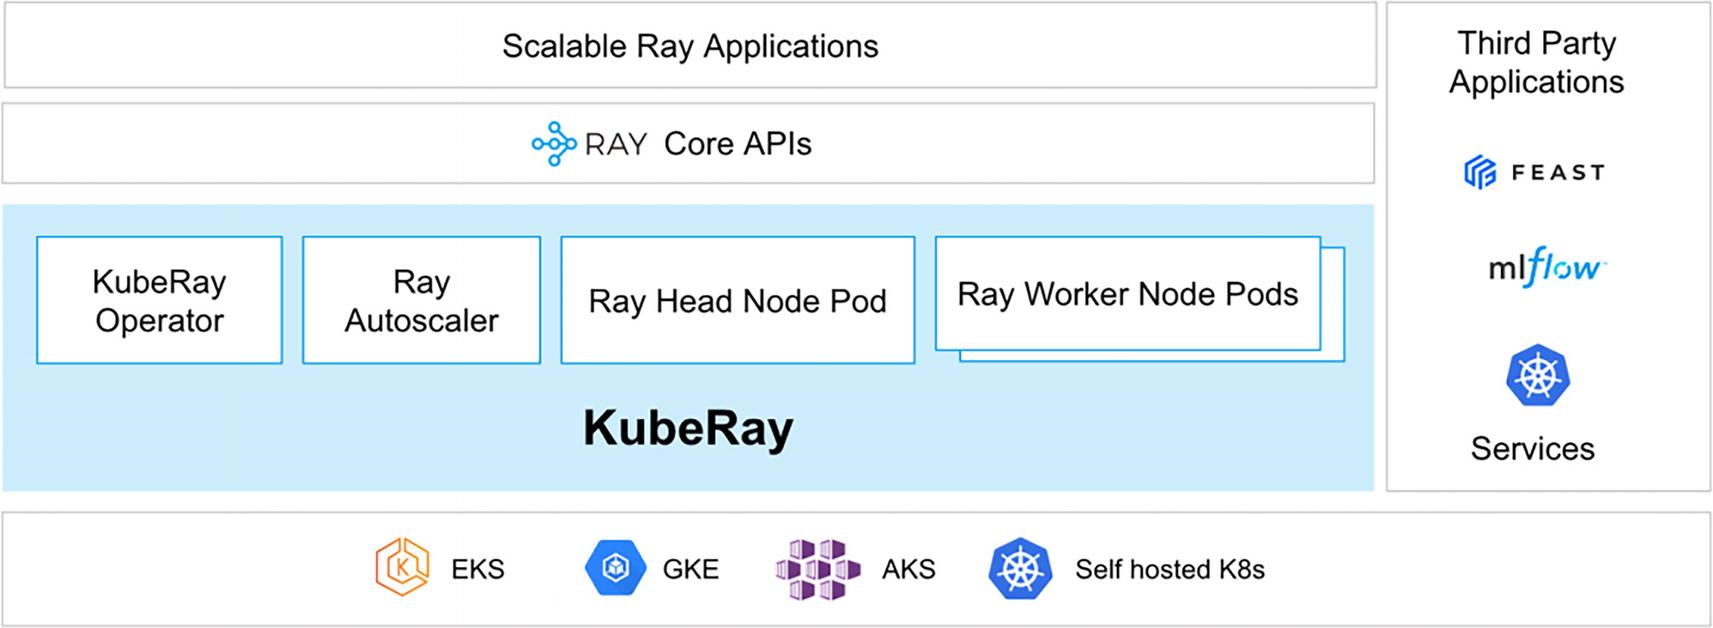 Scalable Ray Applications
RAY Core APIs
KubeRay
Operator
Ray
Autoscaler
Ray Head Node Pod
Ray Worker Node Pods
KubeRay
Third Party
Applications
FEAST
mlflow
Services
K EKS
GKE
AKS
Self hosted K8s